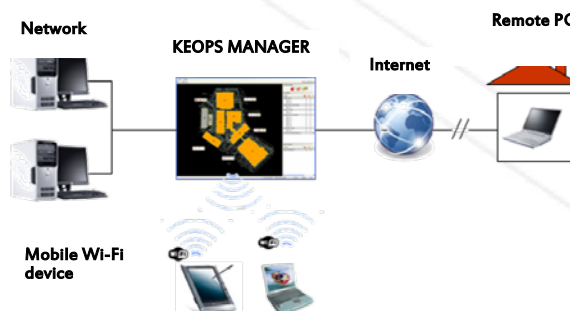 Network
KEOPS MANAGER
Internet
Remote PC
Mobile Wi-Fi
device